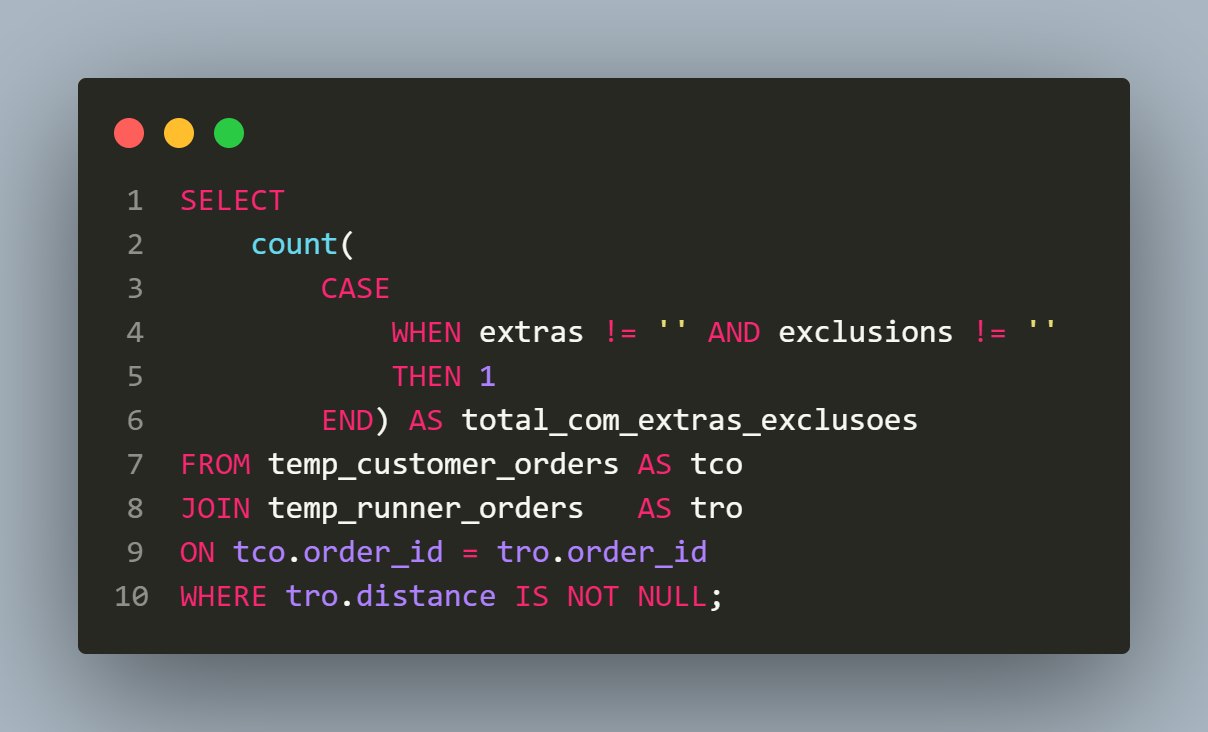 1 SELECT
2     count(
3         CASE
4             WHEN extras != '' AND exclusions != ''
5             THEN 1
6         END) AS total_com_extras_exclusoes
7 FROM temp_customer_orders AS tco
8 JOIN temp_runner_orders   AS tro
9 ON tco.order_id = tro.order_id
10 WHERE tro.distance IS NOT NULL;